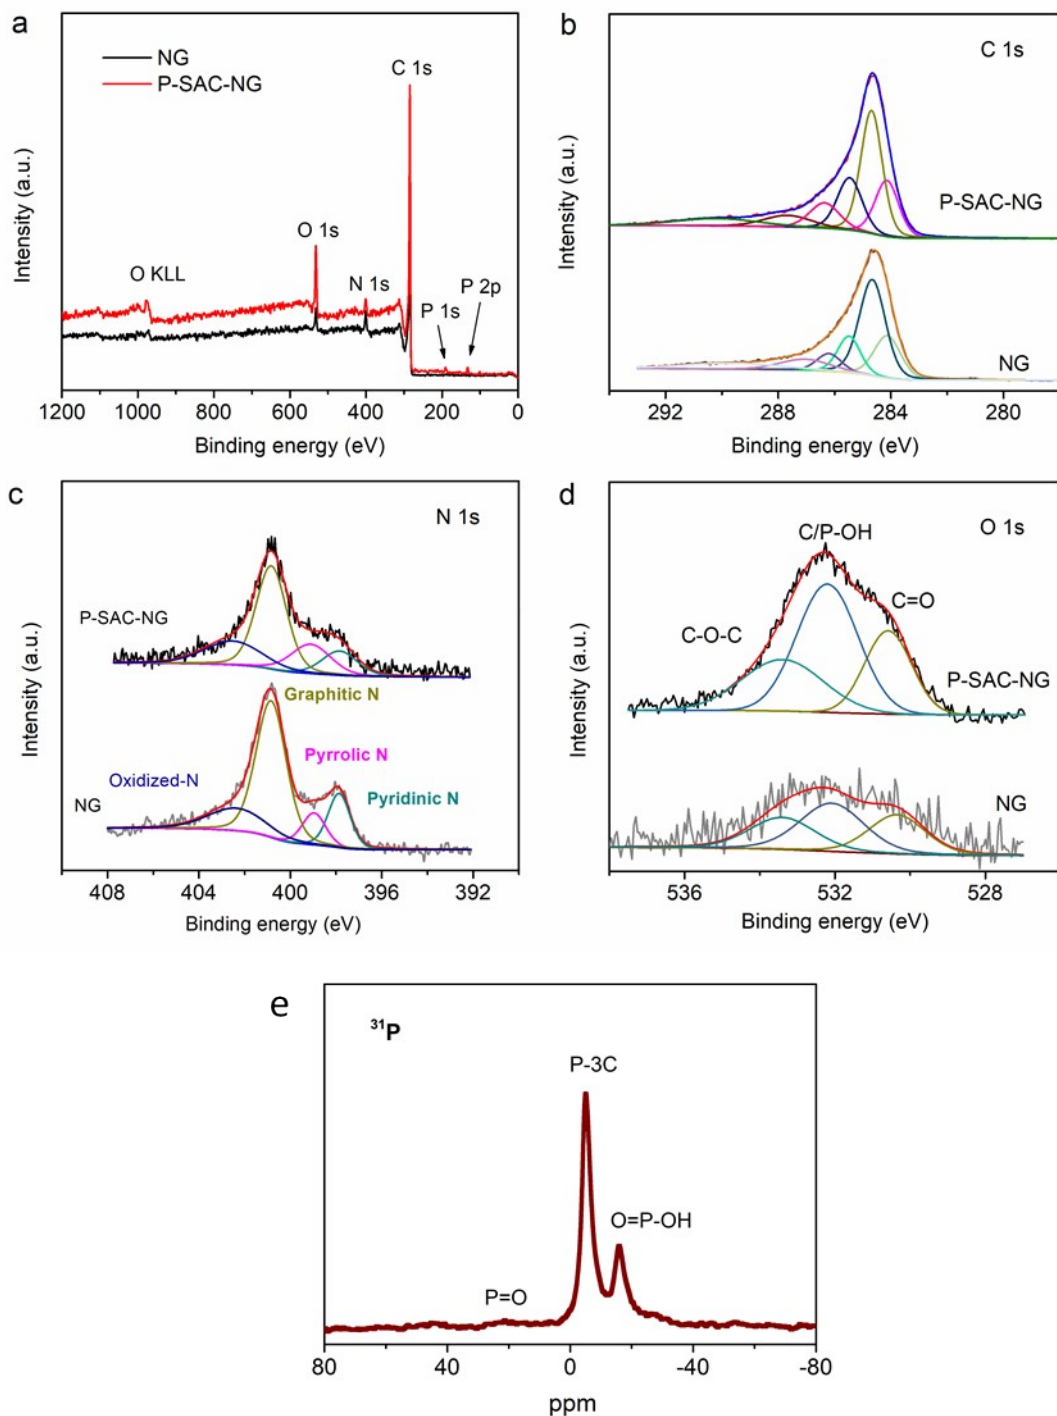 a
NG
P-SAC-NG
C 1s
O 1s
O KLL
N 1s
P 1s
P 2p
Intensity (a.u.)
1200 1000 800 600 400 200 0
Binding energy (eV)
b
C 1s
P-SAC-NG
NG
Intensity (a.u.)
292 288 284 280
Binding energy (eV)
c
N 1s
P-SAC-NG
Graphitic N
Pyrrolic N
Oxidized-N
Pyridinic N
NG
Intensity (a.u.)
408 404 400 396 392
Binding energy (eV)
d
O 1s
C/P-OH
C=O
C-O-C
P-SAC-NG
NG
Intensity (a.u.)
536 532 528
Binding energy (eV)
e
³¹P
P-3C
O=P-OH
P=O
80 40 0 -40 -80
ppm